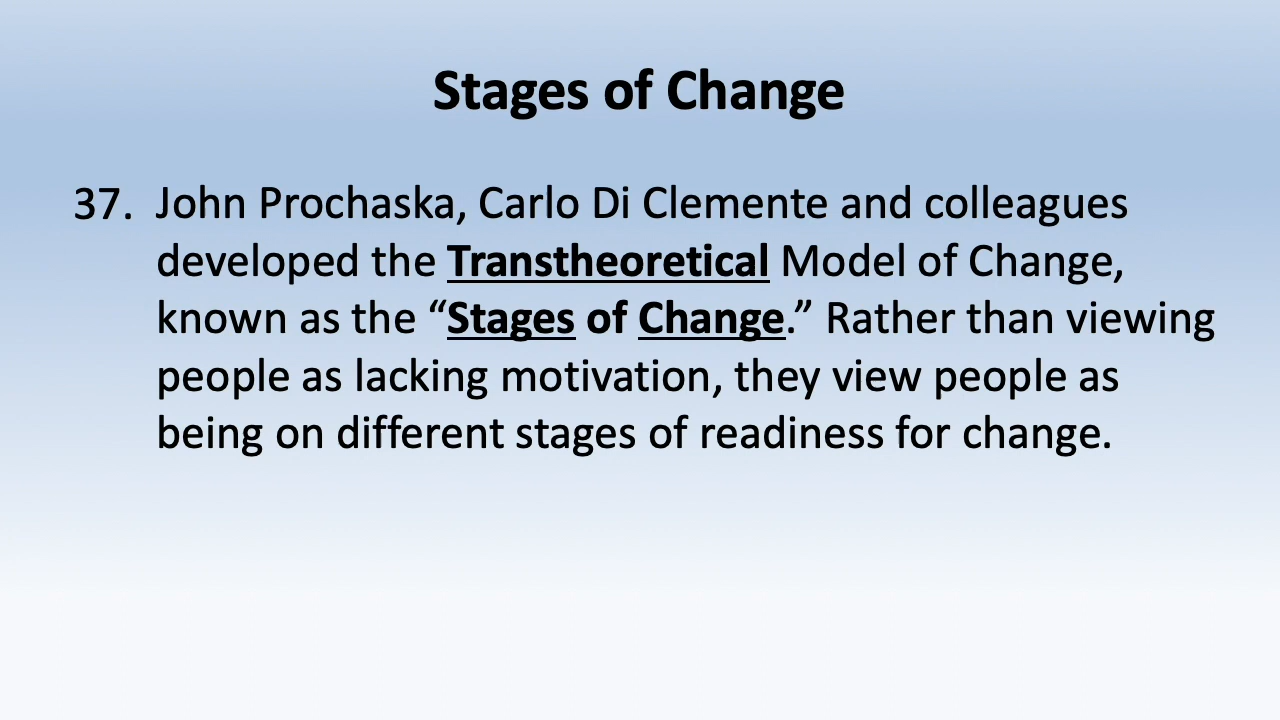 Stages of Change
37. John Prochaska, Carlo Di Clemente and colleagues
developed the Transtheoretical Model of Change,
known as the “Stages of Change.” Rather than viewing
people as lacking motivation, they view people as
being on different stages of readiness for change.